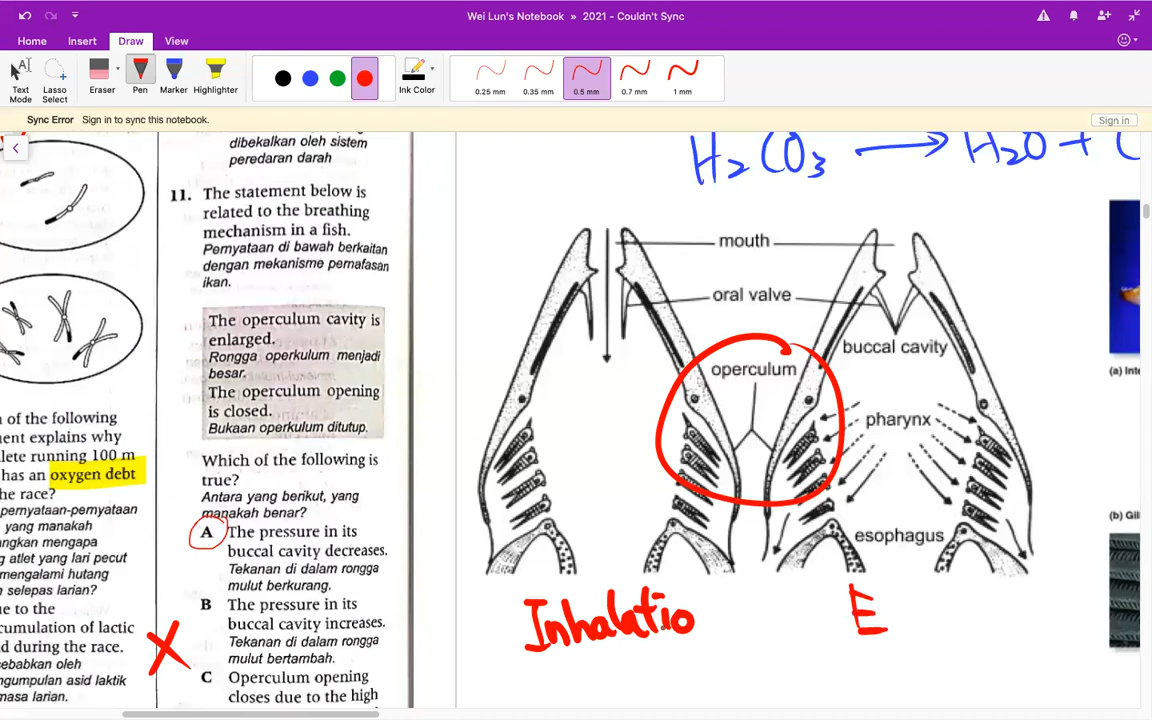 Wei Lun's Notebook » 2021 - Couldn't Sync
Home Insert Draw View
Text Mode
Lasso Select
Eraser
Pen
Marker
Highlighter
Ink Color
0.25 mm
0.35 mm
0.5 mm
0.7 mm
1 mm
Sync Error Sign in to sync this notebook.
Sign in
of the following
explains why
running 100 m
has an oxygen debt
he race?
pernyataan-pernyataan
yang manakah
mengapa
atlet yang lari pecut
mengalami hutang
selepas larian?
ue to the
cumulation of lactic
d during the race.
ebabkan oleh
ngumpulan asid laktik
masa larian.
dibekalkan oleh sistem
peredaran darah
11. The statement below is
related to the breathing
mechanism in a fish.
Pernyataan di bawah berkaitan
dengan mekanisme pernafasan
ikan.
The operculum cavity is
enlarged.
Rongga operkulum menjadi
besar.
The operculum opening
is closed.
Bukaan operkulum ditutup.
Which of the following is
true?
Antara yang berikut, yang
manakah benar?
A The pressure in its
buccal cavity decreases.
Tekanan di dalam rongga
mulut berkurang.
B The pressure in its
buccal cavity increases.
Tekanan di dalam rongga
mulut bertambah.
C Operculum opening
closes due to the high
H2CO3 → H2O + C
mouth
oral valve
buccal cavity
operculum
pharynx
esophagus
Inhalatio
E
(a) Inte
(b) Gil